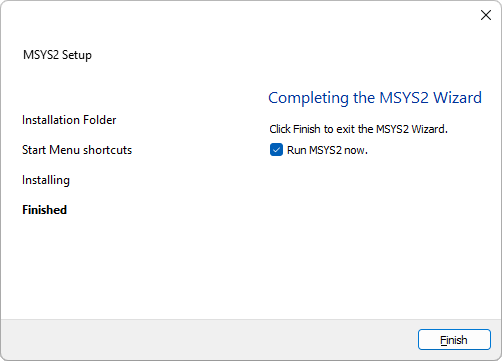 MSYS2 Setup
Installation Folder
Start Menu shortcuts
Installing
Finished
Completing the MSYS2 Wizard
Click Finish to exit the MSYS2 Wizard.
Run MSYS2 now.
Finish